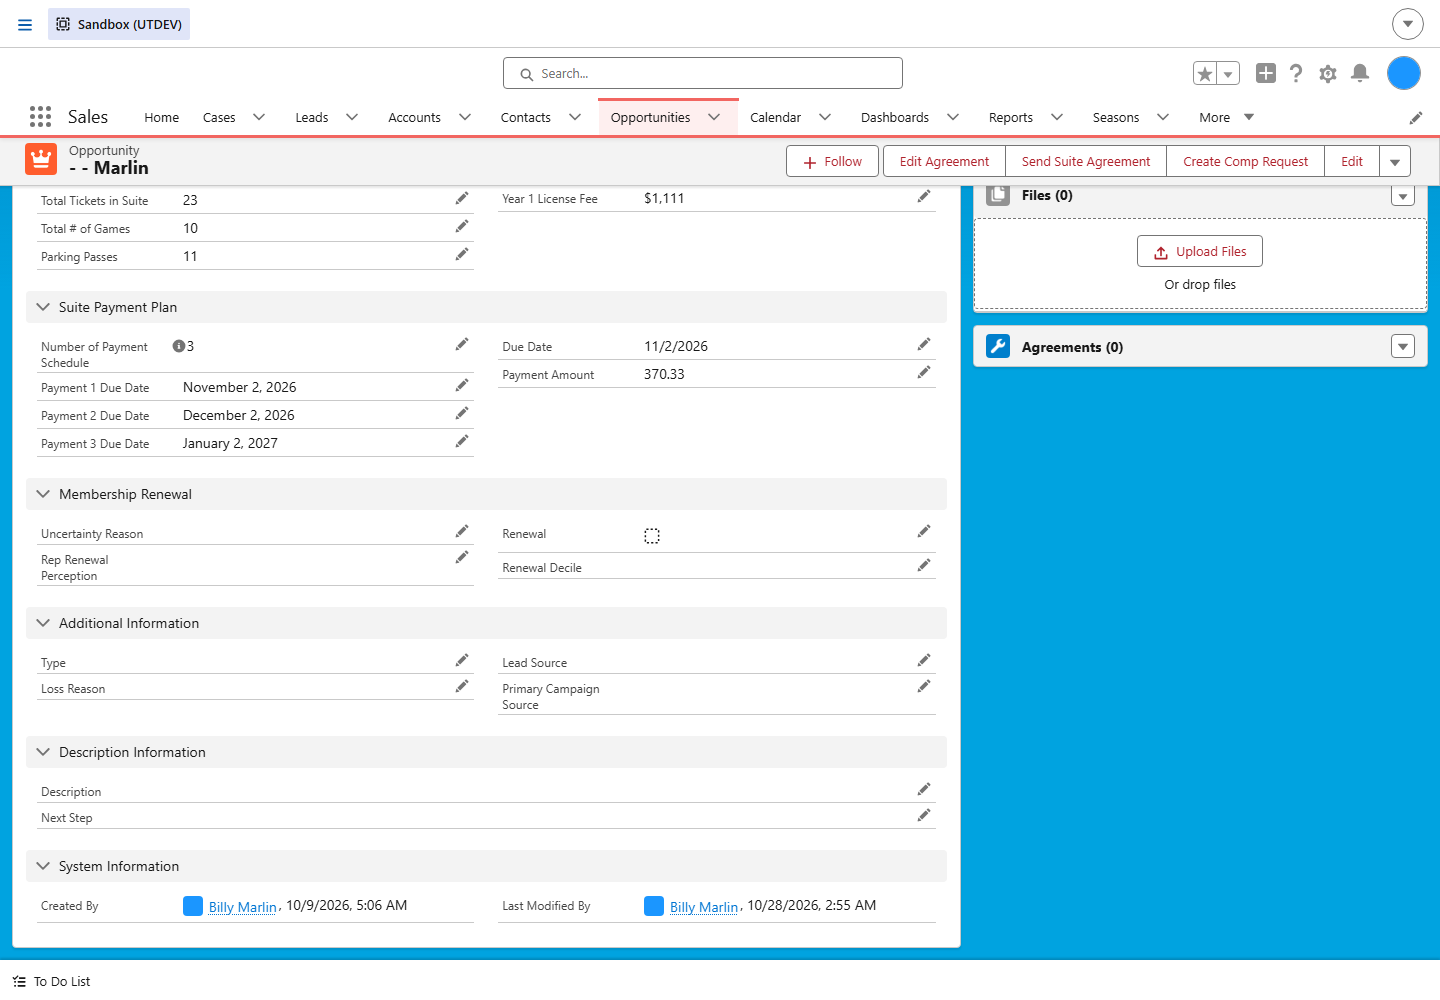 Sandbox (UTDEV)
Search...
Sales
Home
Cases
Leads
Accounts
Contacts
Opportunities
Calendar
Dashboards
Reports
Seasons
More
Opportunity
- - Marlin
Follow
Edit Agreement
Send Suite Agreement
Create Comp Request
Edit
Total Tickets in Suite 23
Total # of Games 10
Parking Passes 11
Year 1 License Fee $1,111
Suite Payment Plan
Number of Payment
Schedule
3
Payment 1 Due Date November 2, 2026
Payment 2 Due Date December 2, 2026
Payment 3 Due Date January 2, 2027
Due Date 11/2/2026
Payment Amount 370.33
Membership Renewal
Uncertainty Reason
Rep Renewal
Perception
Renewal
Renewal Decile
Additional Information
Type
Loss Reason
Lead Source
Primary Campaign
Source
Description Information
Description
Next Step
System Information
Created By Billy Marlin, 10/9/2026, 5:06 AM
Last Modified By Billy Marlin, 10/28/2026, 2:55 AM
Files (0)
Upload Files
Or drop files
Agreements (0)
To Do List